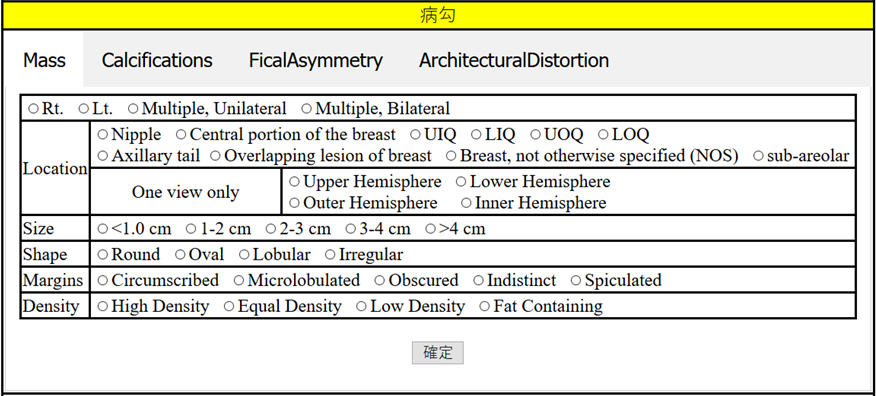 病勾
Mass Calcifications FicalAsymmetry ArchitecturalDistortion
Rt. Lt. Multiple, Unilateral Multiple, Bilateral
Location
Nipple Central portion of the breast UIQ LIQ UOQ LOQ
Axillary tail Overlapping lesion of breast Breast, not otherwise specified (NOS) sub-areolar
One view only
Upper Hemisphere Lower Hemisphere
Outer Hemisphere Inner Hemisphere
Size <1.0 cm 1-2 cm 2-3 cm 3-4 cm >4 cm
Shape Round Oval Lobular Irregular
Margins Circumscribed Microlobulated Obscured Indistinct Spiculated
Density High Density Equal Density Low Density Fat Containing
確定